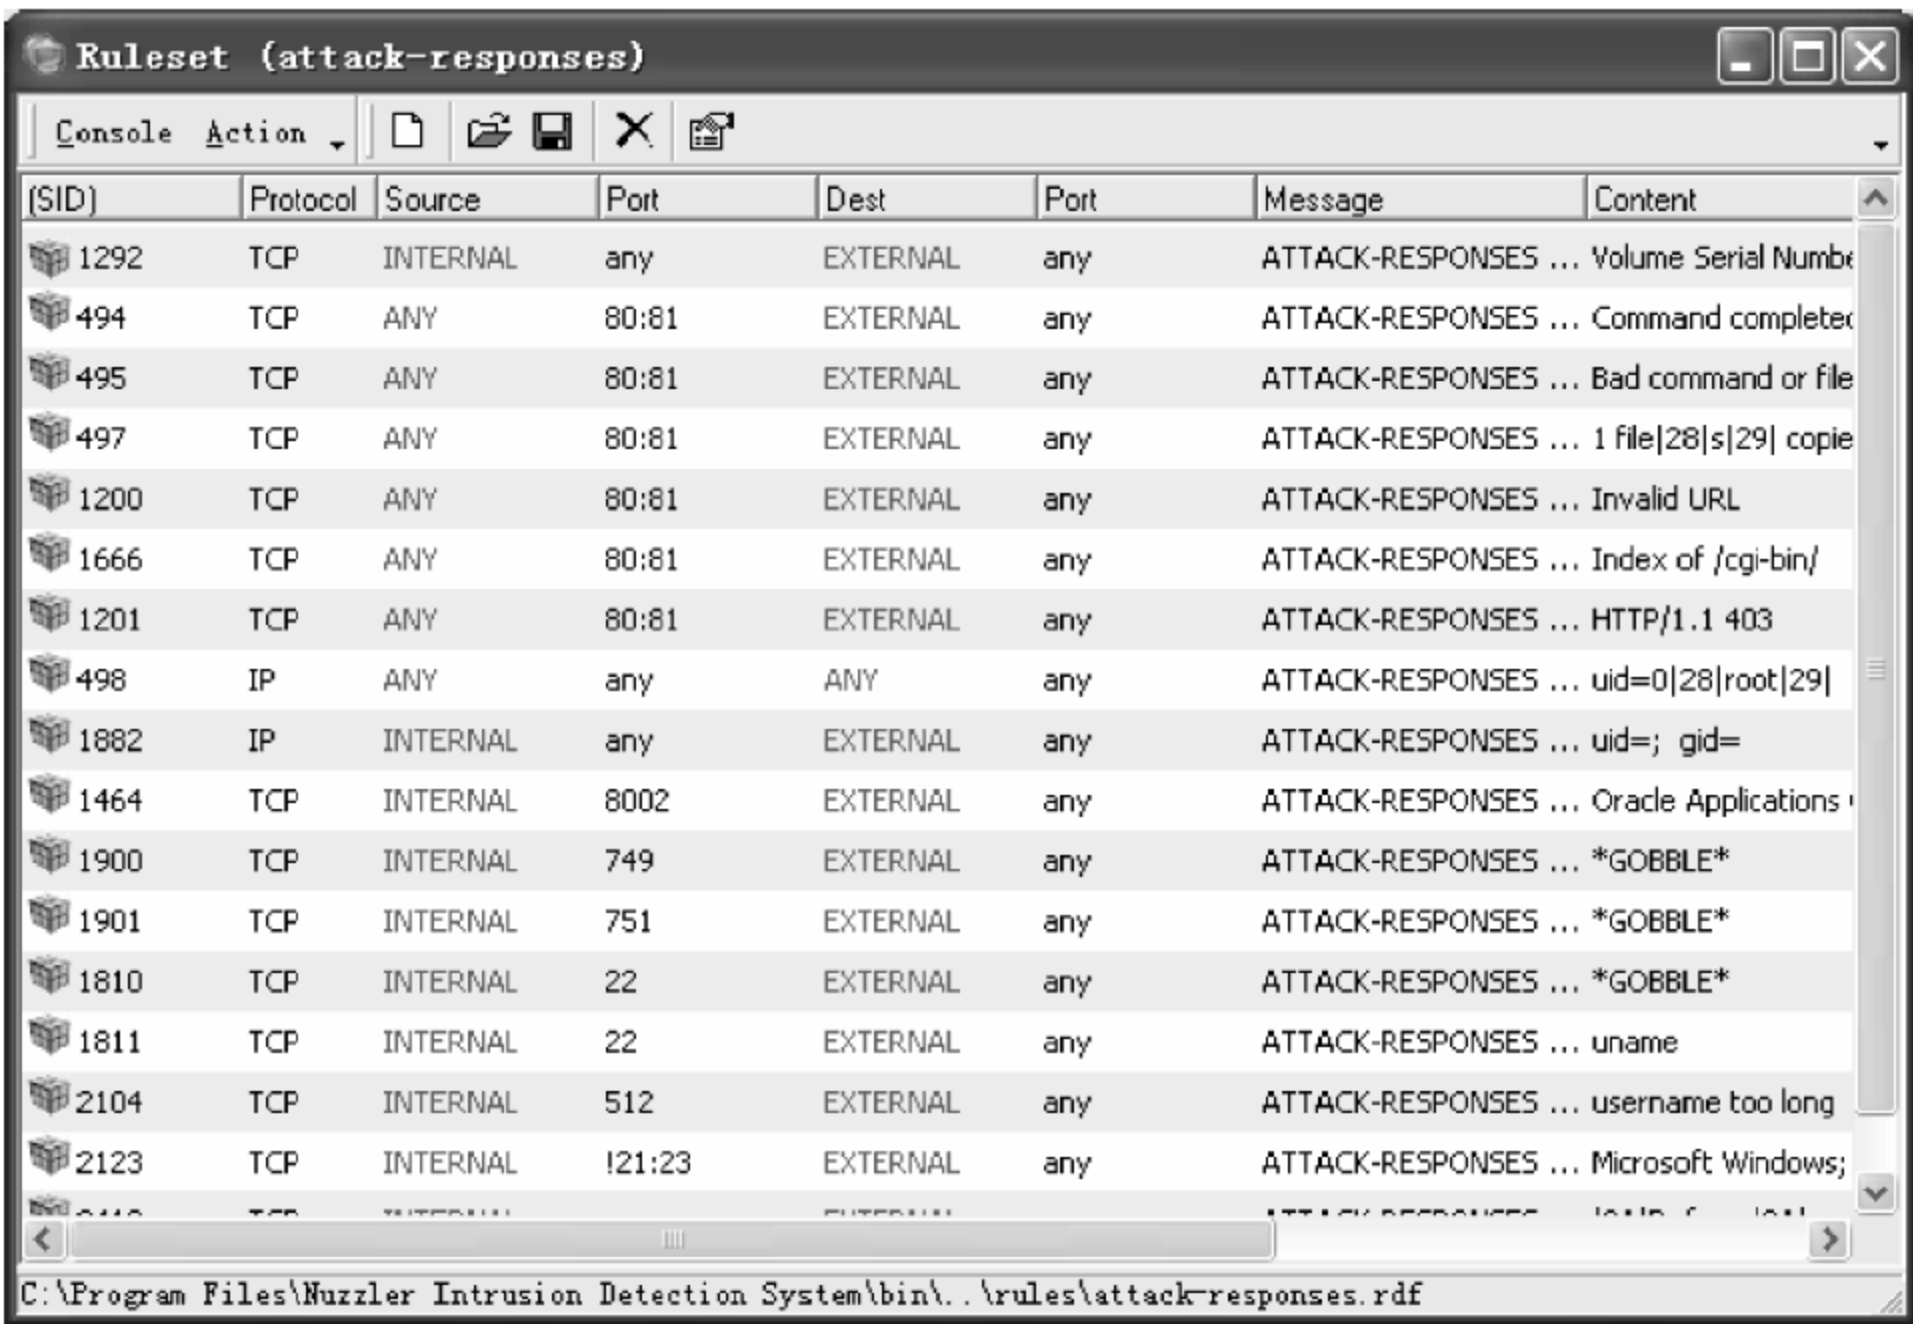 Ruleset (attack-responses)
Console Action
(SID) Protocol Source Port Dest Port Message Content
1292 TCP INTERNAL any EXTERNAL any ATTACK-RESPONSES ... Volume Serial Numbe
494 TCP ANY 80:81 EXTERNAL any ATTACK-RESPONSES ... Command completed
495 TCP ANY 80:81 EXTERNAL any ATTACK-RESPONSES ... Bad command or file
497 TCP ANY 80:81 EXTERNAL any ATTACK-RESPONSES ... 1 file|28|s|29| copie
1200 TCP ANY 80:81 EXTERNAL any ATTACK-RESPONSES ... Invalid URL
1666 TCP ANY 80:81 EXTERNAL any ATTACK-RESPONSES ... Index of /cgi-bin/
1201 TCP ANY 80:81 EXTERNAL any ATTACK-RESPONSES ... HTTP/1.1 403
498 IP ANY any ANY any ATTACK-RESPONSES ... uid=0|28|root|29|
1882 IP INTERNAL any EXTERNAL any ATTACK-RESPONSES ... uid=; gid=
1464 TCP INTERNAL 8002 EXTERNAL any ATTACK-RESPONSES ... Oracle Applications
1900 TCP INTERNAL 749 EXTERNAL any ATTACK-RESPONSES ... *GOBBLE*
1901 TCP INTERNAL 751 EXTERNAL any ATTACK-RESPONSES ... *GOBBLE*
1810 TCP INTERNAL 22 EXTERNAL any ATTACK-RESPONSES ... *GOBBLE*
1811 TCP INTERNAL 22 EXTERNAL any ATTACK-RESPONSES ... uname
2104 TCP INTERNAL 512 EXTERNAL any ATTACK-RESPONSES ... username too long
2123 TCP INTERNAL !21:23 EXTERNAL any ATTACK-RESPONSES ... Microsoft Windows;
C:\Program Files\Nuzzler Intrusion Detection System\bin\..\rules\attack-responses.rdf